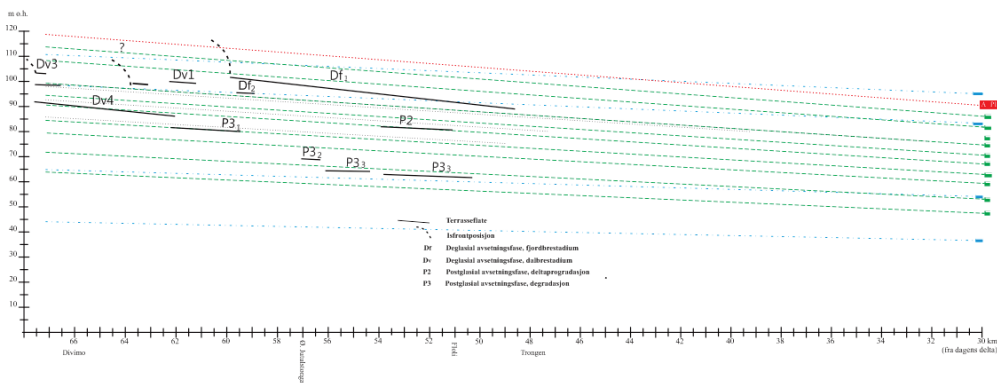 m o.h.
120
110
100
90
80
70
60
50
40
30
20
10
?
Dv3
Dv1
Df1
Df2
Dv4
P31
P2
P32
P33
P33
Terrasseflate
Isfrontposisjon
Df Deglasial avsetningsfase, fjordbrestadium
Dv Deglasial avsetningsfase, dalbrestadium
P2 Postglasial avsetningsfase, deltaprogradasjon
P3 Postglasial avsetningsfase, degradasjon
66 64 62 60 58 56 54 52 50 48 46 44 42 40 38 36 34 32 30 km
Divimo
Trongen
(fra dagens delta)